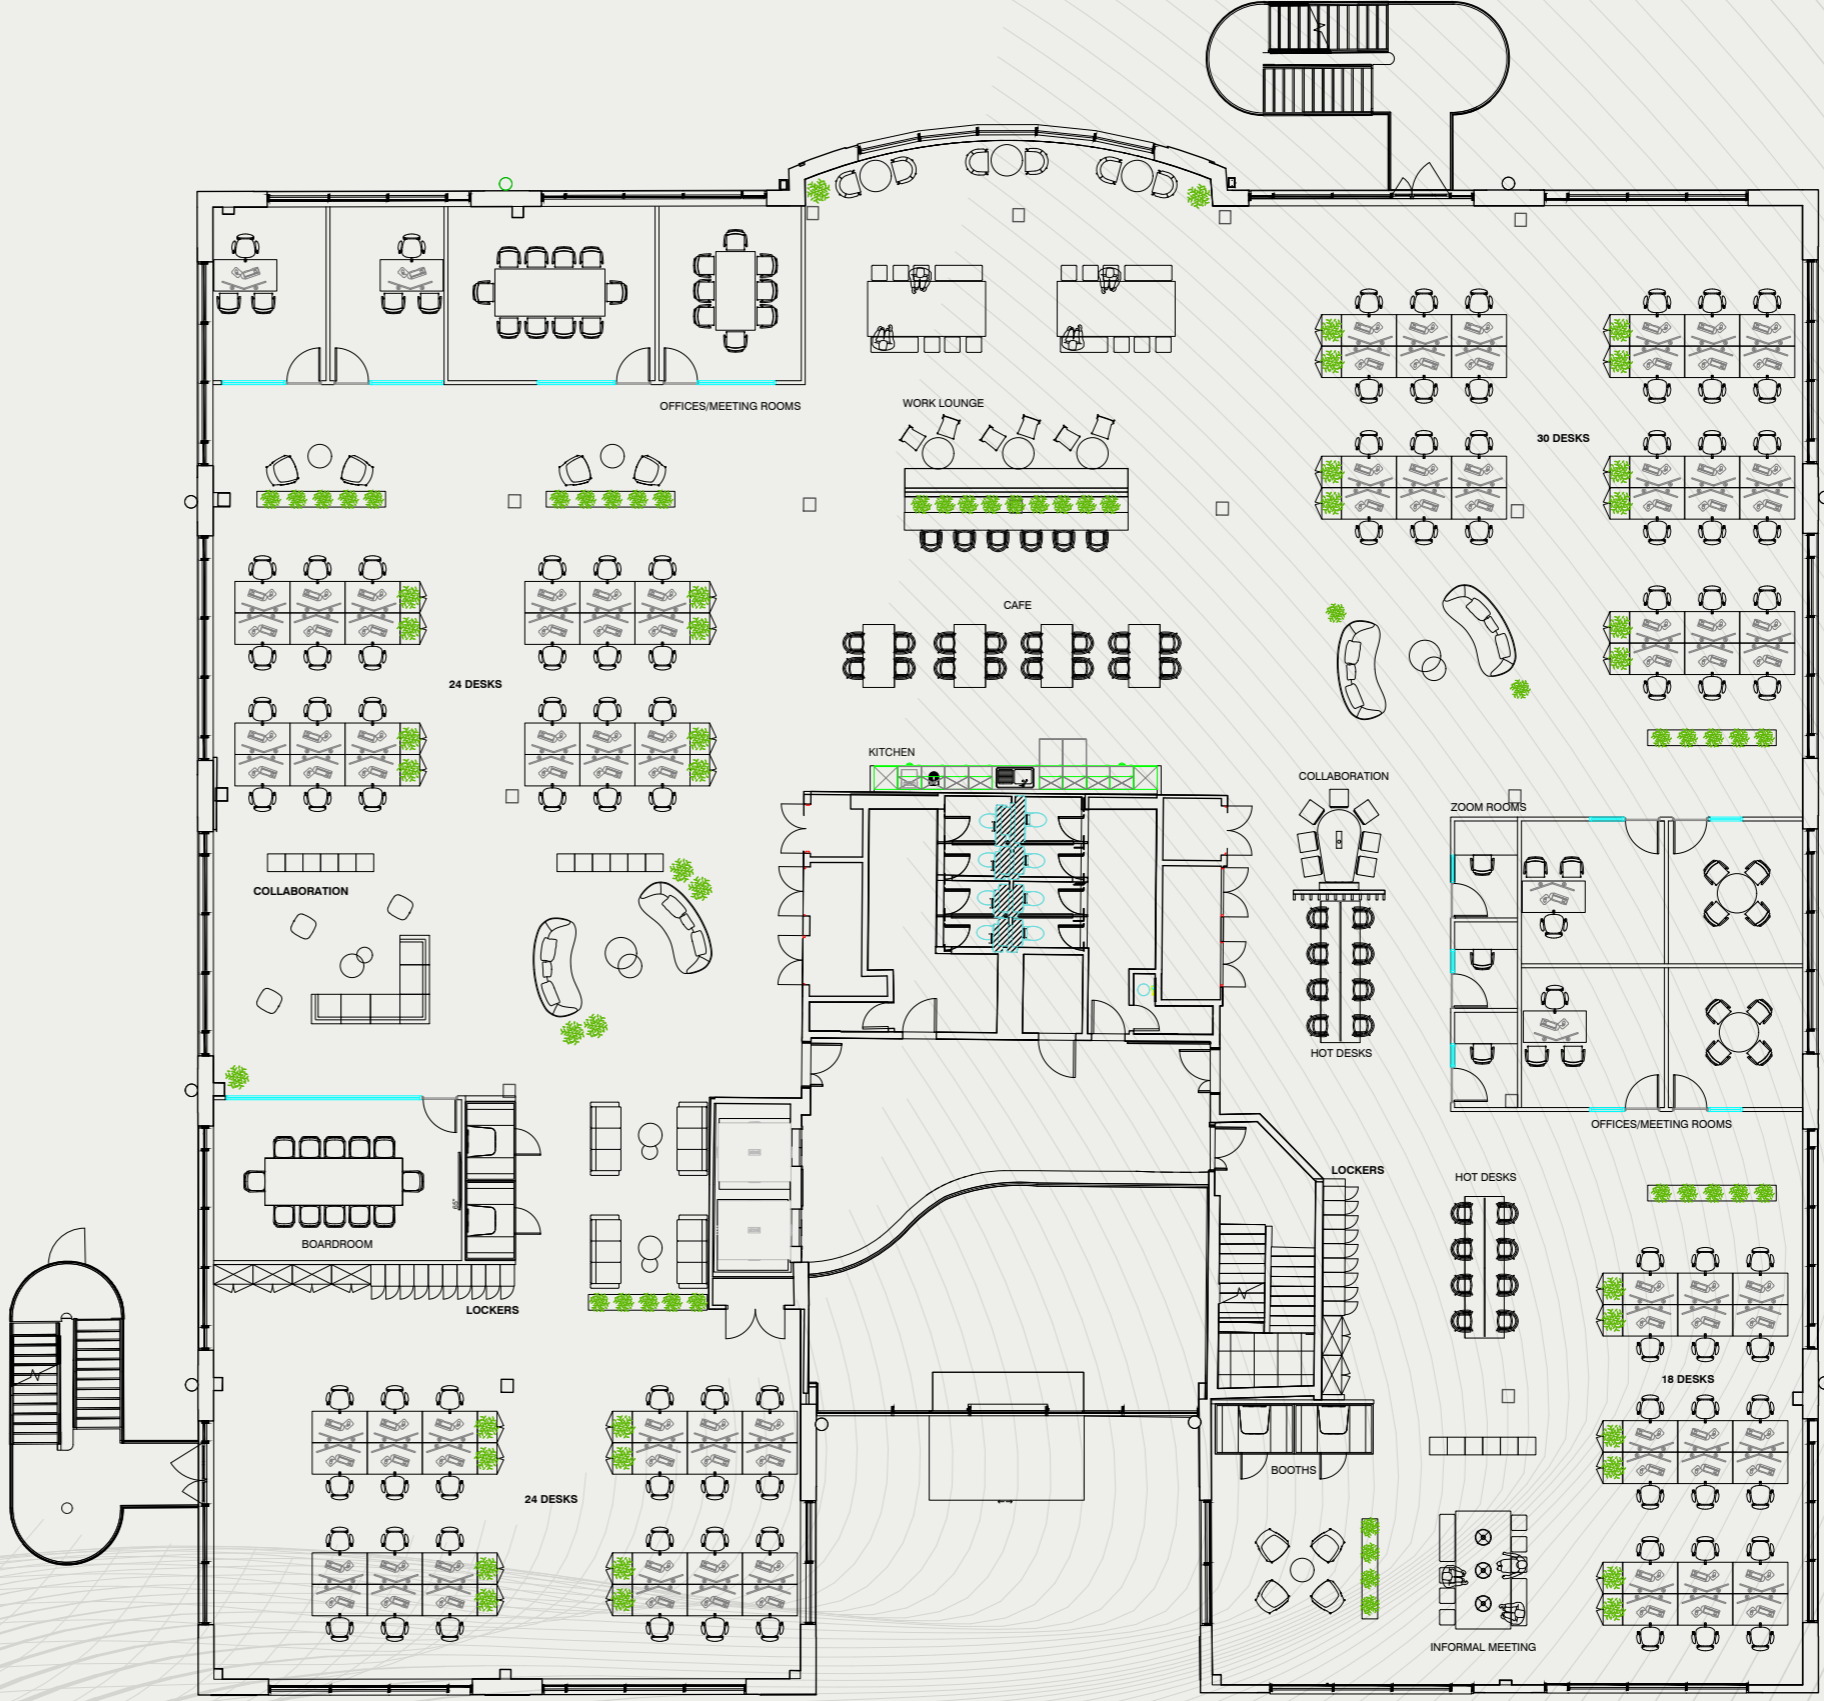 OFFICES/MEETING ROOMS
WORK LOUNGE
30 DESKS
CAFE
24 DESKS
KITCHEN
COLLABORATION
ZOOM ROOMS
COLLABORATION
HOT DESKS
OFFICES/MEETING ROOMS
LOCKERS
HOT DESKS
BOARDROOM
LOCKERS
18 DESKS
BOOTHS
24 DESKS
INFORMAL MEETING